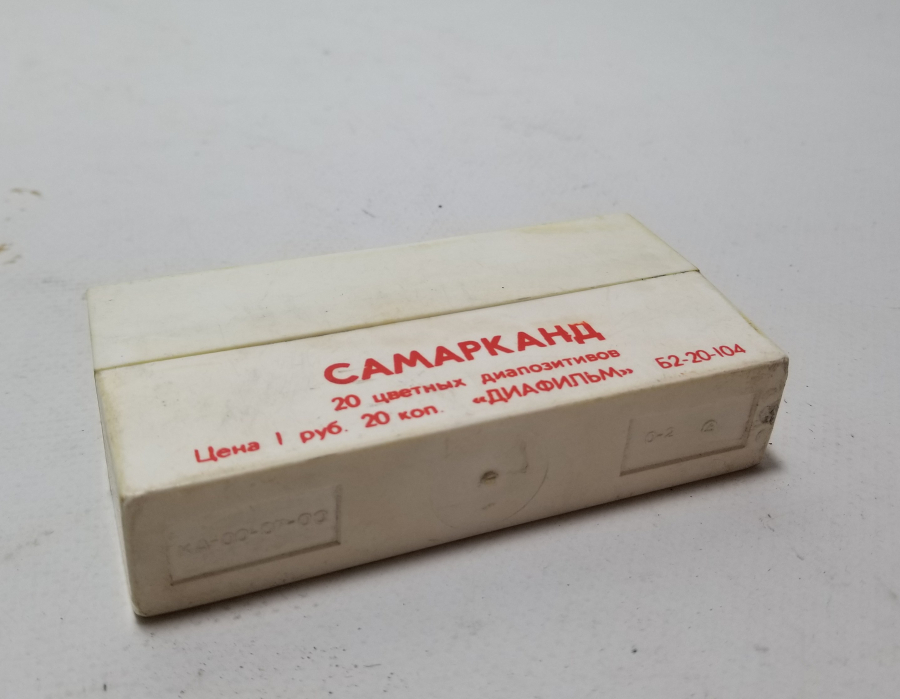 САМАРКАНД
20 цветных диапозитивов
Цена 1 руб. 20 коп. «ДИАФИЛЬМ» Б2-20-104